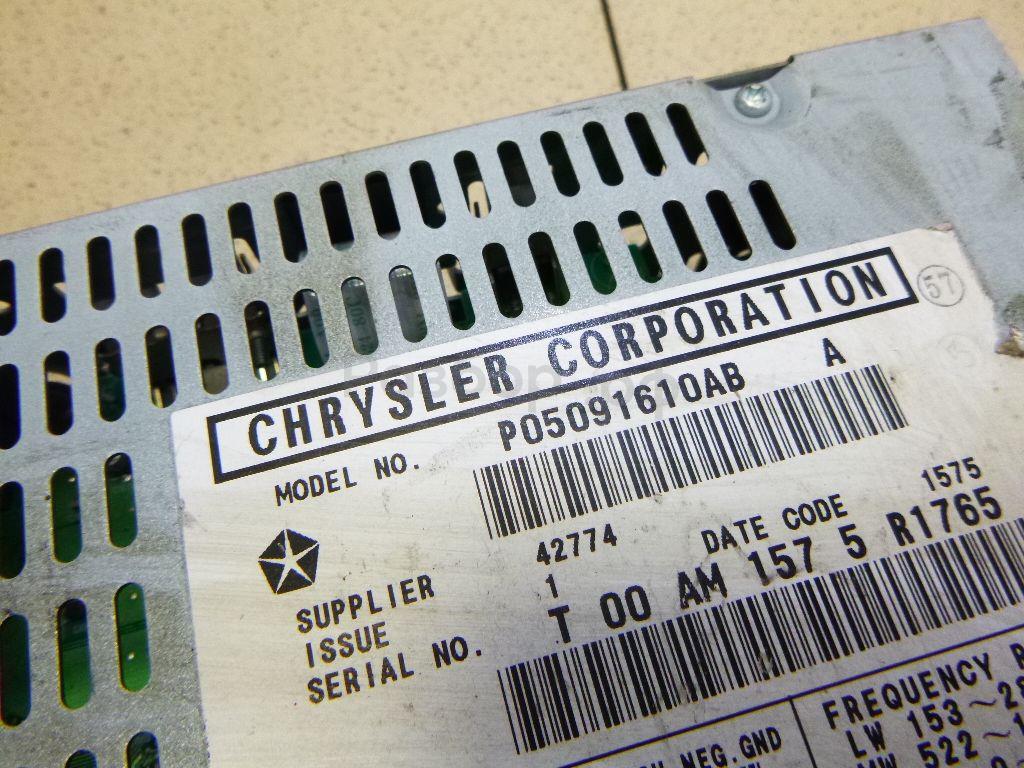 CHRYSLER CORPORATION 57
MODEL NO. P05091610AB A
SUPPLIER 42774 DATE CODE 1575
ISSUE 1
SERIAL NO. T 00 AM 157 5 R1765
NEG.GND
FREQUENCY
LW 153~
MW 522~